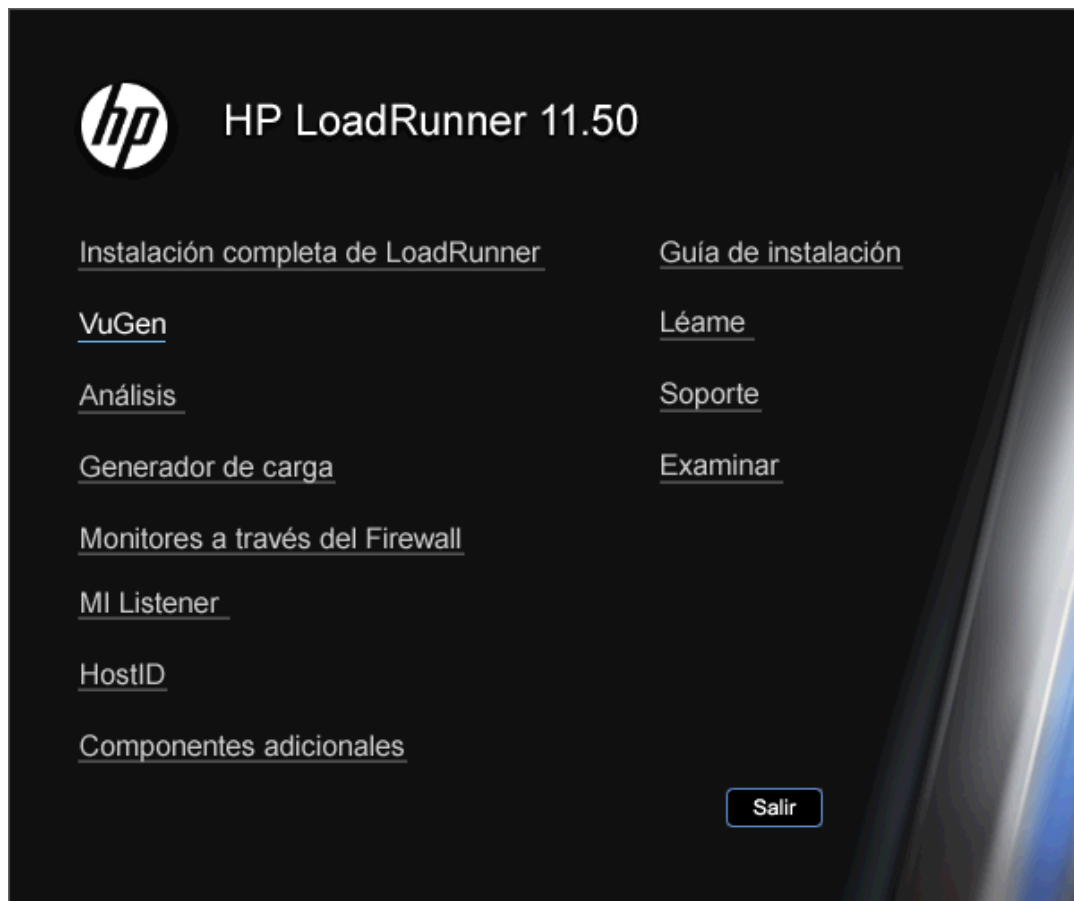 hp
HP LoadRunner 11.50
Instalación completa de LoadRunner
VuGen
Análisis
Generador de carga
Monitores a través del Firewall
MI Listener
HostID
Componentes adicionales
Guía de instalación
Léame
Soporte
Examinar
Salir